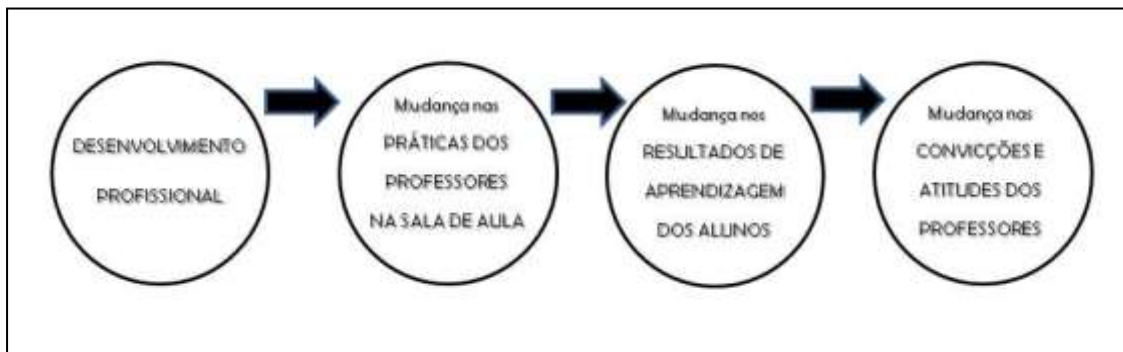 DESENVOLVIMENTO
PROFISSIONAL
Mudança nas
PRÁTICAS DOS
PROFESSORES
NA SALA DE AULA
Mudança nos
RESULTADOS DE
APRENDIZAGEM
DOS ALUNOS
Mudança nas
CONVICÇÕES E
ATITUDES DOS
PROFESSORES